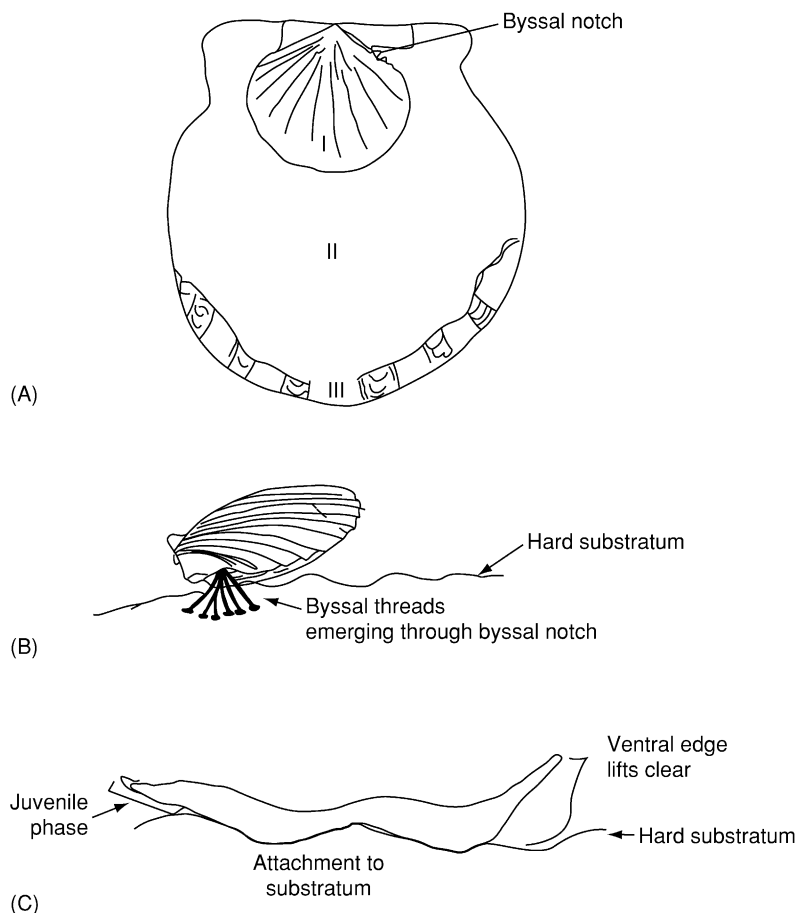 Byssal notch
I
II
III
(A)
Hard substratum
Byssal threads
emerging through byssal notch
(B)
Ventral edge
lifts clear
Juvenile
phase
Hard substratum
Attachment to
substratum
(C)